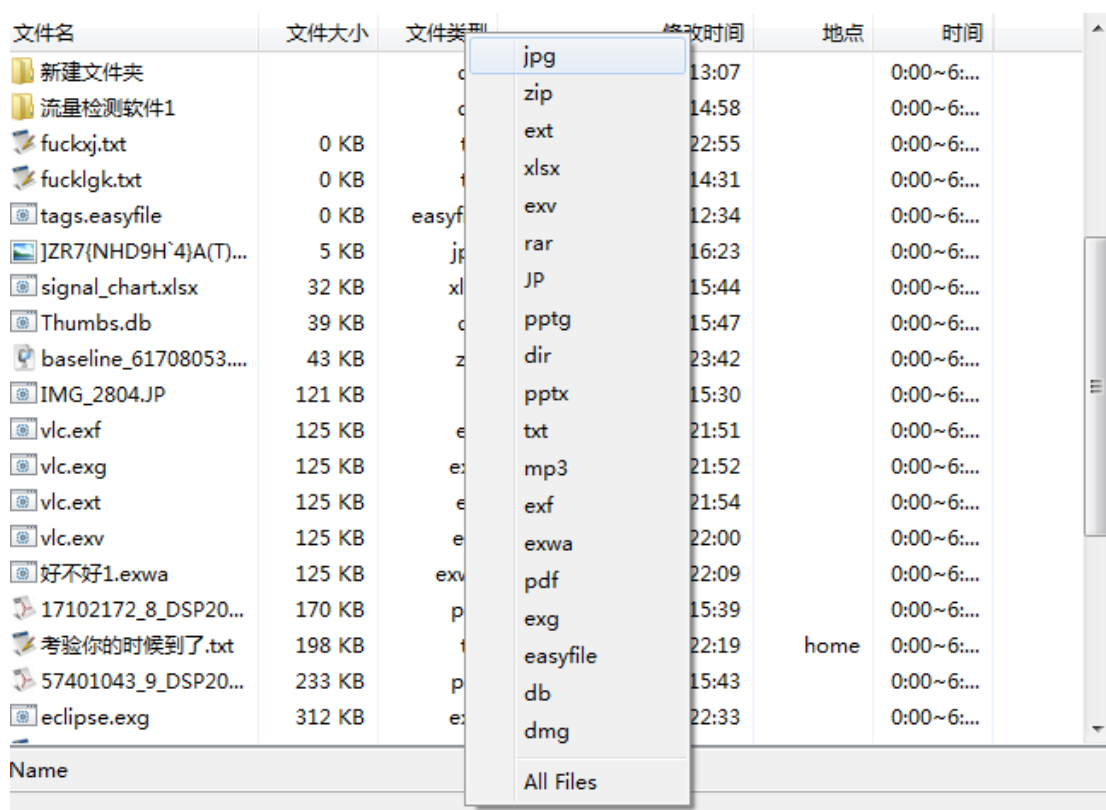 文件名 文件大小 文件类型 修改时间 地点 时间
新建文件夹 13:07 0:00~6:...
流量检测软件1 14:58 0:00~6:...
fuckxj.txt 0 KB 22:55 0:00~6:...
fucklgk.txt 0 KB 14:31 0:00~6:...
tags.easyfile 0 KB easyf 12:34 0:00~6:...
]ZR7{NHD9H`4}A(T)... 5 KB 16:23 0:00~6:...
signal_chart.xlsx 32 KB xl 15:44 0:00~6:...
Thumbs.db 39 KB 15:47 0:00~6:...
baseline_61708053.... 43 KB z 23:42 0:00~6:...
IMG_2804.JP 121 KB 15:30 0:00~6:...
vlc.exf 125 KB e 21:51 0:00~6:...
vlc.exg 125 KB e 21:52 0:00~6:...
vlc.ext 125 KB e 21:54 0:00~6:...
vlc.exv 125 KB e 22:00 0:00~6:...
好不好1.exwa 125 KB ex 22:09 0:00~6:...
17102172_8_DSP20... 170 KB p 15:39 0:00~6:...
考验你的时候到了.txt 198 KB 22:19 home 0:00~6:...
57401043_9_DSP20... 233 KB p 15:43 0:00~6:...
eclipse.exg 312 KB e 22:33 0:00~6:...
Name
jpg
zip
ext
xlsx
exv
rar
JP
pptg
dir
pptx
txt
mp3
exf
exwa
pdf
exg
easyfile
db
dmg
All Files